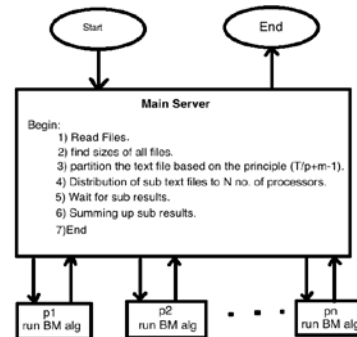 Start
End
Main Server
Begin:
1) Read Files.
2) find sizes of all files.
3) partition the text file based on the principle (T/p+m-1).
4) Distribution of sub text files to N no. of processors.
5) Wait for sub results.
6) Summing up sub results.
7)End
p1
run BM alg
p2
run BM alg
pn
run BM alg